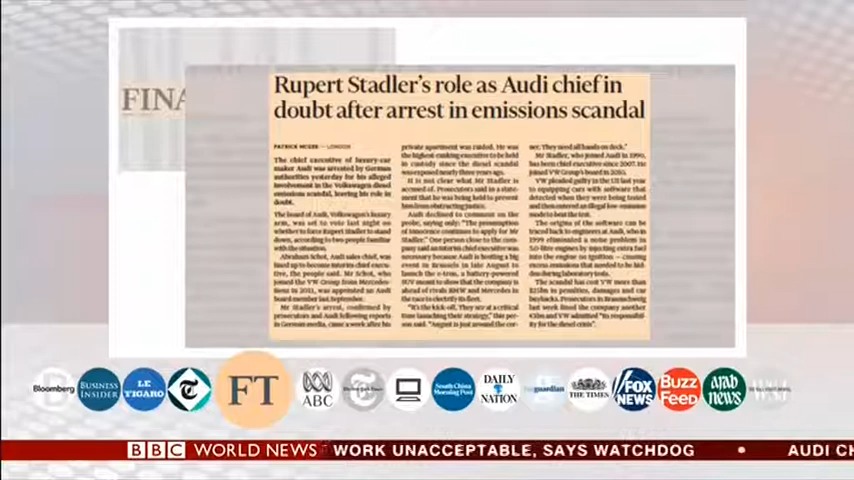 FINA
Rupert Stadler's role as Audi chief in
doubt after arrest in emissions scandal
PATRICK MCGEE — LONDON
The chief executive of luxury-car
maker Audi was arrested by German
authorities yesterday for his alleged
involvement in the Volkswagen diesel
emissions scandal, leaving his role in
doubt.
The board of Audi, Volkswagen's luxury
arm, was set to vote last night on
whether to force Rupert Stadler to stand
down, according to two people familiar
with the situation.
Abraham Schot, Audi sales chief, was
lined up to become interim chief execu-
tive, the people said. Mr Schot, who
joined the VW Group from Mercedes-
Benz in 2011, was appointed an Audi
board member last September.
Mr Stadler's arrest, confirmed by
prosecutors and Audi following reports
in German media, came a week after his
private apartment was raided. He was
the highest-ranking executive to be held
in custody since the diesel scandal
was exposed nearly three years ago.
It is not clear what Mr Stadler is
accused of. Prosecutors said in a state-
ment that he was being held to prevent
him from obstructing justice.
Audi declined to comment on the
probe, saying only: "The presumption
of innocence continues to apply for Mr
Stadler." One person close to the com-
pany said an interim chief executive was
necessary because Audi is hosting a big
event in Brussels in late August to
launch the e-tron, a battery-powered
SUV meant to show that the company is
ahead of rivals BMW and Mercedes in
the race to electrify its fleet.
"It's the kick-off. They are at a critical
time launching their strategy," this per-
son said. "August is just around the cor-
ner. They need all hands on deck."
Mr Stadler, who joined Audi in 1990,
has been chief executive since 2007. He
joined VW Group's board in 2010.
VW pleaded guilty in the US last year
to equipping cars with software that
detected when they were being tested
and then entered an illegal low-emission
mode to beat the test.
The origins of the software can be
traced back to engineers at Audi, who in
1999 eliminated a noise problem in
3.0-litre engines by injecting extra fuel
into the engine on ignition — causing
excess emissions that needed to be hid-
den during laboratory tests.
The scandal has cost VW more than
$25bn in penalties, damages and car
buybacks. Prosecutors in Braunschweig
last week fined the company another
€1bn and VW admitted "its responsibil-
ity for the diesel crisis".
Bloomberg
BUSINESS
INSIDER
LE
FIGARO
FT
ABC
South China
Morning Post
DAILY
NATION
theguardian
THE TIMES
FOX
NEWS
Buzz
Feed
arab
news
WSJ
BBC WORLD NEWS WORK UNACCEPTABLE, SAYS WATCHDOG • AUDI CH